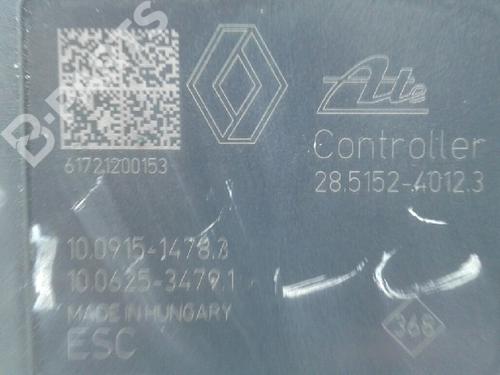 B-PARTS
Ate
61721200153
Controller
28.5152-4012.3
10.0915-1478.3
10.0625-3479.1
MADE IN HUNGARY
ESC
368